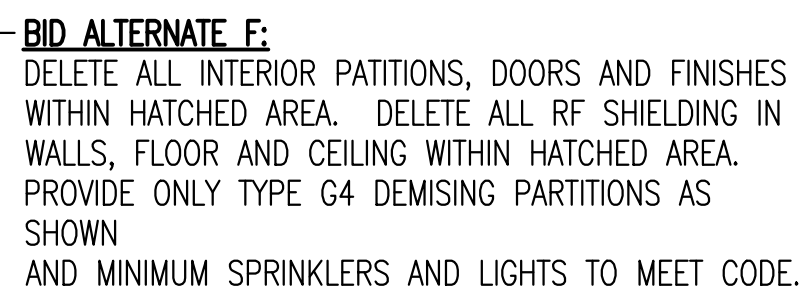 BID ALTERNATE F:
DELETE ALL INTERIOR PATITIONS, DOORS AND FINISHES
WITHIN HATCHED AREA. DELETE ALL RF SHIELDING IN
WALLS, FLOOR AND CEILING WITHIN HATCHED AREA.
PROVIDE ONLY TYPE G4 DEMISING PARTITIONS AS
SHOWN
AND MINIMUM SPRINKLERS AND LIGHTS TO MEET CODE.